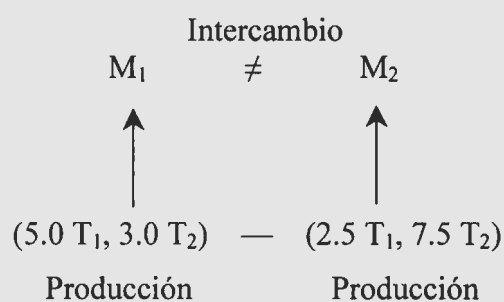 Intercambio
M₁ ≠ M₂
(5.0 T₁, 3.0 T₂) — (2.5 T₁, 7.5 T₂)
Producción Producción